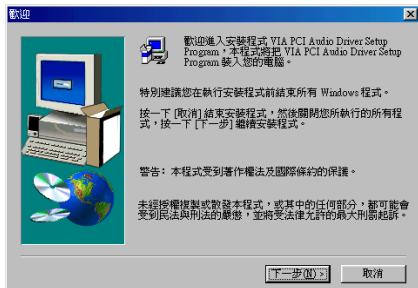 歡迎
歡迎進入安裝程式 VIA PCI Audio Driver Setup
Program，本程式將把 VIA PCI Audio Driver Setup
Program 裝入您的電腦。
特別建議您在執行安裝程式前結束所有 Windows 程式。
按一下 [取消] 結束安裝程式，然後關閉您所執行的所有程
式，按一下 [下一步] 繼續安裝程式。
警告：本程式受到著作權法及國際條約的保護。
未經授權複製或散發本程式，或其中的任何部分，都可能會
受到民法與刑法的嚴懲，並將受法律允許的最大刑罰起訴。
下一步(N) >
取消